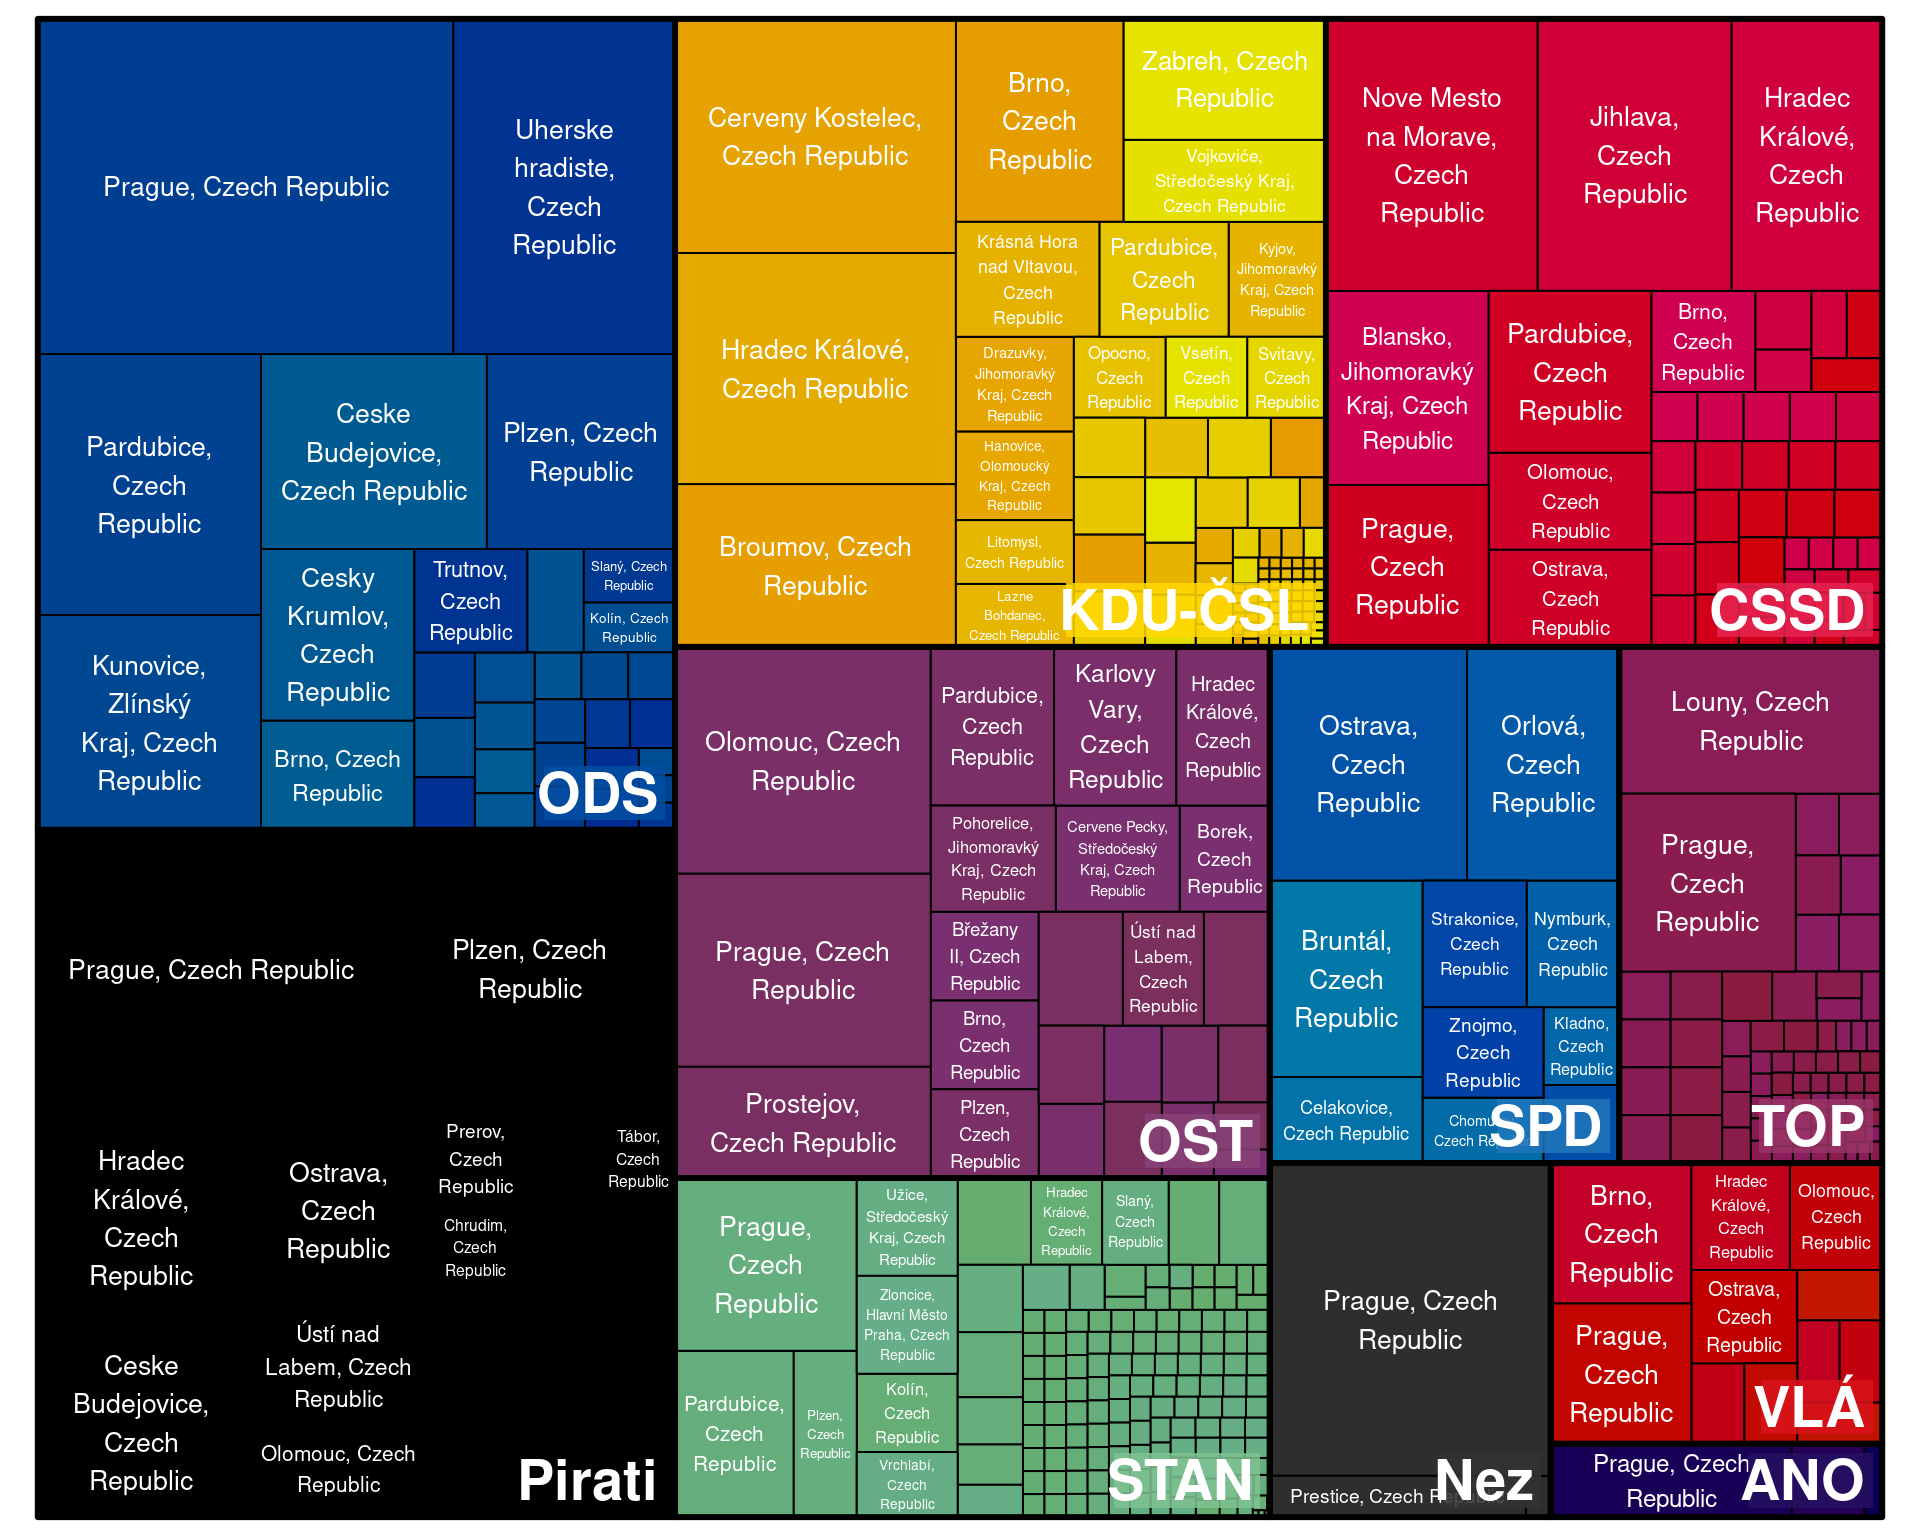 Prague, Czech Republic
Uherske
hradiste,
Czech
Republic
Pardubice,
Czech
Republic
Ceske
Budejovice,
Czech Republic
Plzen, Czech
Republic
Kunovice,
Zlínský
Kraj, Czech
Republic
Cesky
Krumlov,
Czech
Republic
Brno, Czech
Republic
Trutnov,
Czech
Republic
Slaný, Czech
Republic
Kolín, Czech
Republic
ODS
Cerveny Kostelec,
Czech Republic
Hradec Králové,
Czech Republic
Broumov, Czech
Republic
Brno,
Czech
Republic
Zabreh, Czech
Republic
Vojkoviće,
Středočeský Kraj,
Czech Republic
Krásná Hora
nad Vltavou,
Czech
Republic
Pardubice,
Czech
Republic
Kyjov,
Jihomoravký
Kraj, Czech
Republic
Drazuvky,
Jihomoravký
Kraj, Czech
Republic
Opocno,
Czech
Republic
Vsetín,
Czech
Republic
Svitavy,
Czech
Republic
Hanovice,
Olomoucký
Kraj, Czech
Republic
Litomysl,
Czech Republic
Lazne
Bohdanec,
Czech Republic
KDU-ČSL
Nove Mesto
na Morave,
Czech
Republic
Jihlava,
Czech
Republic
Hradec
Králové,
Czech
Republic
Blansko,
Jihomoravký
Kraj, Czech
Republic
Prague,
Czech
Republic
Pardubice,
Czech
Republic
Olomouc,
Czech
Republic
Ostrava,
Czech
Republic
Brno,
Czech
Republic
CSSD
Prague, Czech Republic
Plzen, Czech
Republic
Hradec
Králové,
Czech
Republic
Ceske
Budejovice,
Czech
Republic
Ostrava,
Czech
Republic
Ústí nad
Labem, Czech
Republic
Olomouc, Czech
Republic
Prerov,
Czech
Republic
Chrudim,
Czech
Republic
Tábor,
Czech
Republic
Pirati
Olomouc, Czech
Republic
Prague, Czech
Republic
Prostejov,
Czech Republic
Pardubice,
Czech
Republic
Karlovy
Vary,
Czech
Republic
Hradec
Králové,
Czech
Republic
Pohorelice,
Jihomoravký
Kraj, Czech
Republic
Cervene Pecky,
Středočeský
Kraj, Czech
Republic
Borek,
Czech
Republic
Břežany
II, Czech
Republic
Brno,
Czech
Republic
Plzen,
Czech
Republic
Ústí nad
Labem,
Czech
Republic
OST
Ostrava,
Czech
Republic
Orlová,
Czech
Republic
Bruntál,
Czech
Republic
Celakovice,
Czech Republic
Strakonice,
Czech
Republic
Nymburk,
Czech
Republic
Znojmo,
Czech
Republic
Kladno,
Czech
Republic
Czech
SPD
Louny, Czech
Republic
Prague,
Czech
Republic
TOP
Prague,
Czech
Republic
Pardubice,
Czech
Republic
Plzen,
Czech
Republic
Užice,
Středočeský
Kraj, Czech
Republic
Zloncice,
Hlavní Město
Praha, Czech
Republic
Kolín,
Czech
Republic
Vrchlabí,
Czech
Republic
Hradec
Králové,
Czech
Republic
Slaný,
Czech
Republic
STAN
Prague, Czech
Republic
Prestice, Czech Republic
Nez
Brno,
Czech
Republic
Prague,
Czech
Republic
Hradec
Králové,
Czech
Republic
Olomouc,
Czech
Republic
Ostrava,
Czech
Republic
VLÁ
Prague, Czech
Republic
ANO